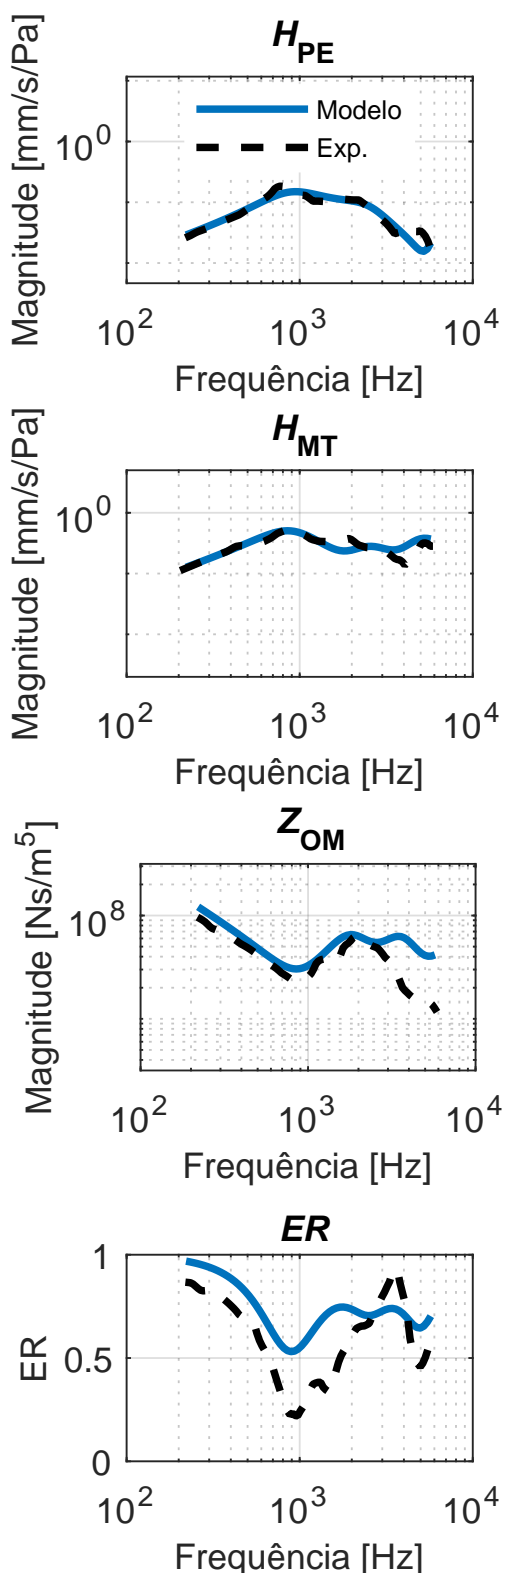 H_PE
Magnitude [mm/s/Pa]
10^0
Modelo
Exp.
10^2 10^3 10^4
Frequência [Hz]
H_MT
Magnitude [mm/s/Pa]
10^0
10^2 10^3 10^4
Frequência [Hz]
Z_OM
Magnitude [Ns/m^5]
10^8
10^2 10^3 10^4
Frequência [Hz]
ER
ER
1
0.5
0
10^2 10^3 10^4
Frequência [Hz]